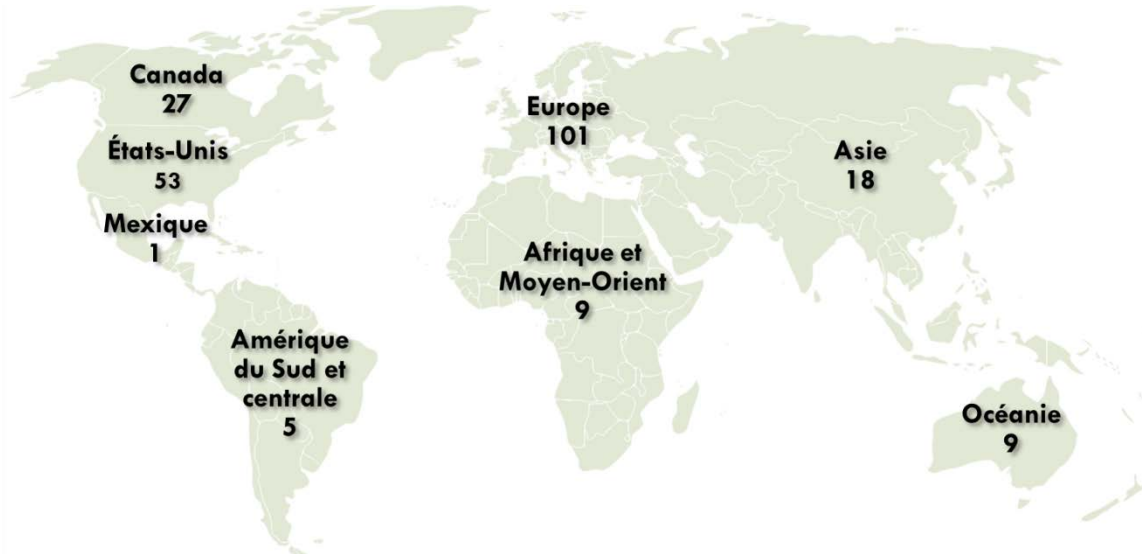 Canada
27
États-Unis
53
Mexique
1
Amérique
du Sud et
centrale
5
Europe
101
Afrique et
Moyen-Orient
9
Asie
18
Océanie
9